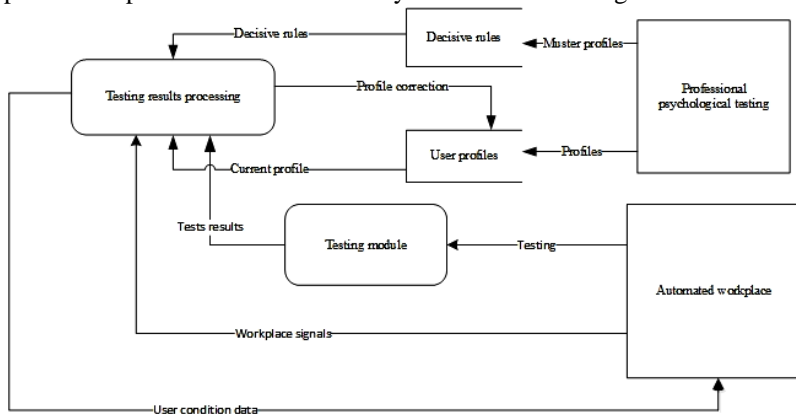 Decisive rules
Decisive rules
Muster profiles
Testing results processing
Profile correction
Professional
psychological testing
User profiles
Profiles
Current profile
Tests results
Testing module
Testing
Automated workplace
Workplace signals
User condition data